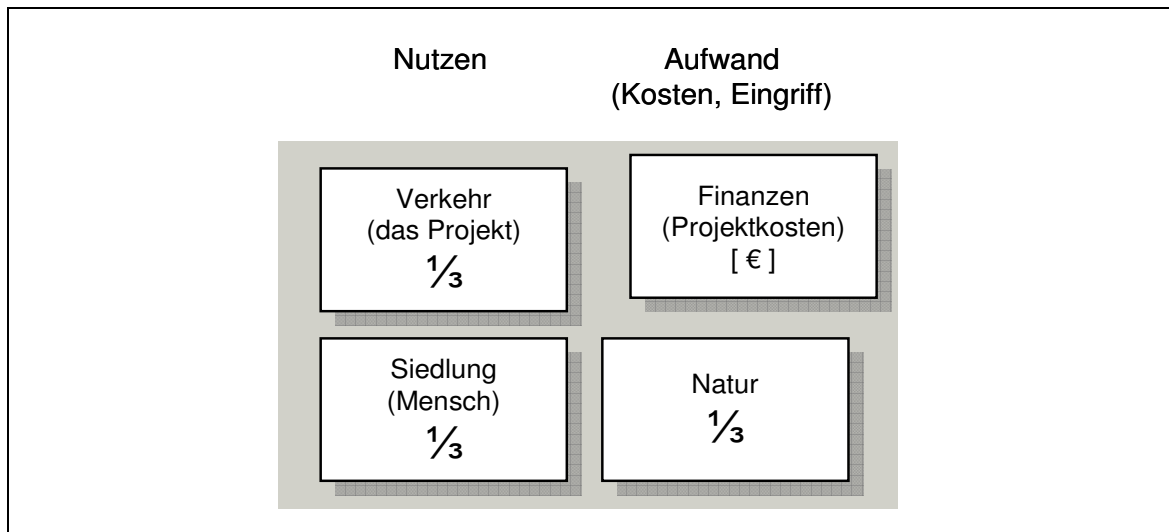 Nutzen
Aufwand
(Kosten, Eingriff)
Verkehr
(das Projekt)
⅓
Finanzen
(Projektkosten)
[ € ]
Siedlung
(Mensch)
⅓
Natur
⅓